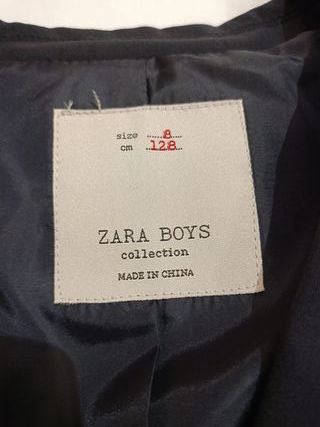 size ......8....
cm ...128...
ZARA BOYS
collection
MADE IN CHINA